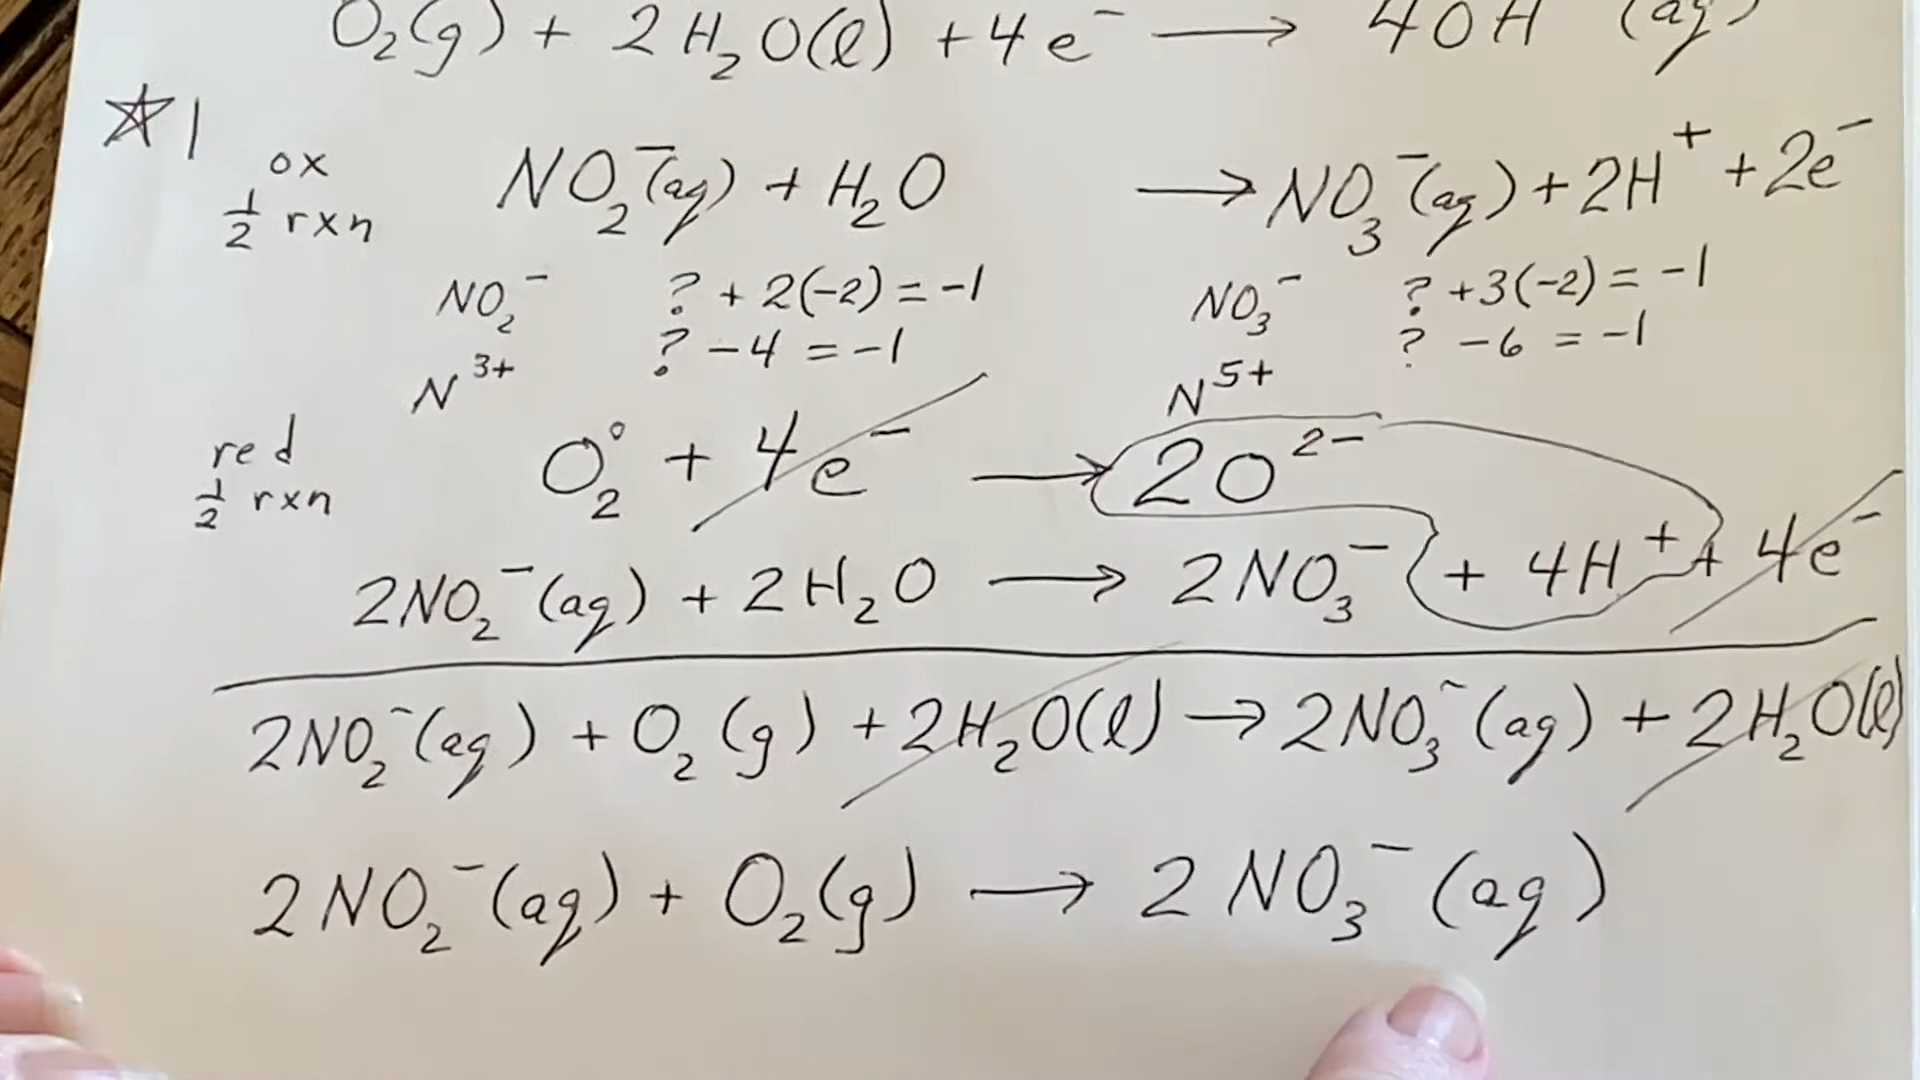 O₂(g) + 2H₂O(l) + 4e⁻ → 4OH (aq)
☆1
ox
½ rxn
NO₂⁻(aq) + H₂O → NO₃⁻(aq) + 2H⁺ + 2e⁻
NO₂⁻ ? + 2(-2) = -1 NO₃⁻ ? + 3(-2) = -1
? - 4 = -1 ? - 6 = -1
N³⁺ N⁵⁺
red
½ rxn
O₂⁰ + 4e⁻ → 2O²⁻
2NO₂⁻(aq) + 2H₂O → 2NO₃⁻ + 4H⁺ + 4e⁻
2NO₂⁻(aq) + O₂(g) + 2H₂O(l) → 2NO₃⁻(aq) + 2H₂O(l)
2NO₂⁻(aq) + O₂(g) → 2NO₃⁻(aq)